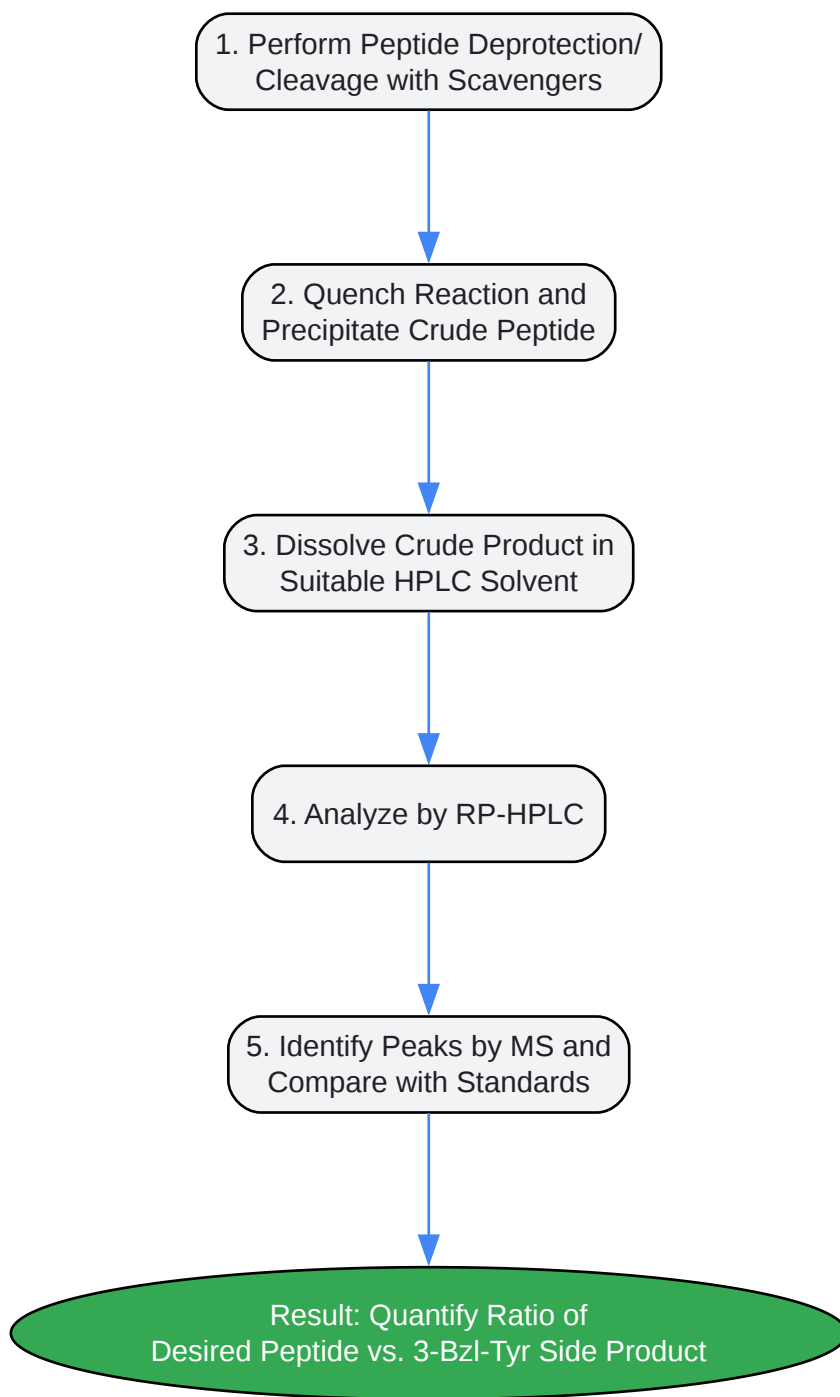 1. Perform Peptide Deprotection/
Cleavage with Scavengers
2. Quench Reaction and
Precipitate Crude Peptide
3. Dissolve Crude Product in
Suitable HPLC Solvent
4. Analyze by RP-HPLC
5. Identify Peaks by MS and
Compare with Standards
Result: Quantify Ratio of
Desired Peptide vs. 3-Bzl-Tyr Side Product